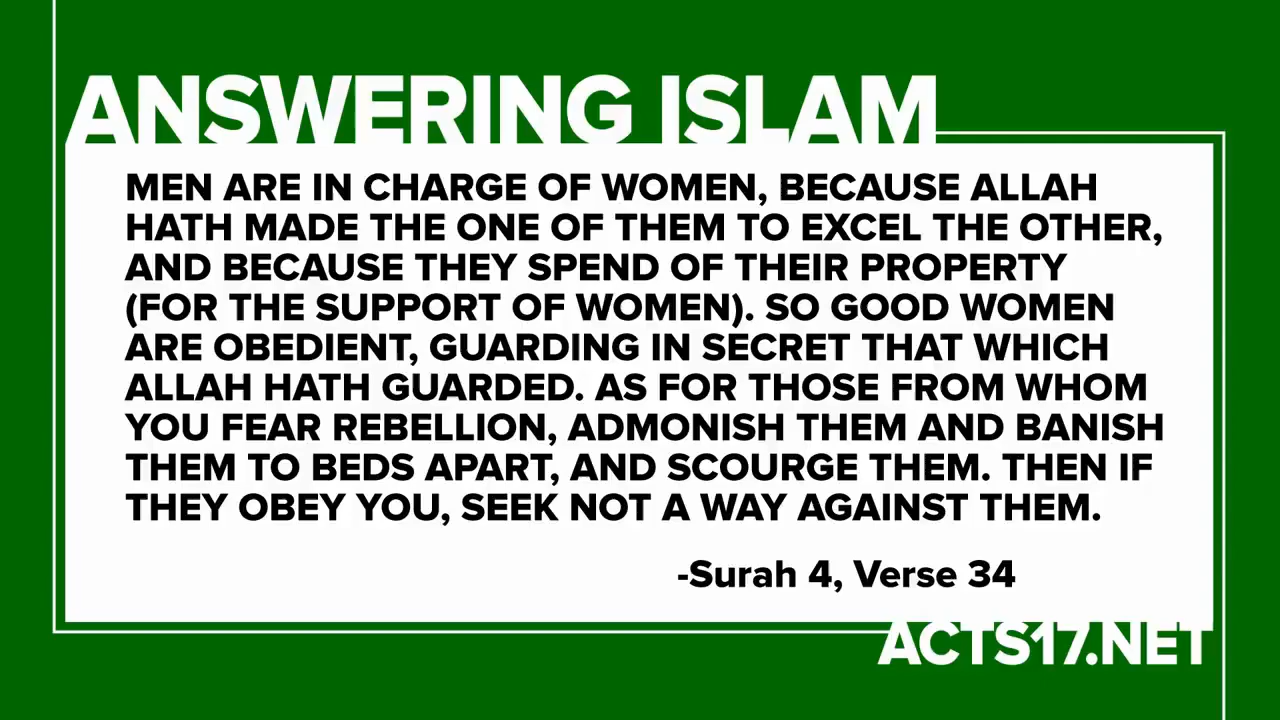 ANSWERING ISLAM
MEN ARE IN CHARGE OF WOMEN, BECAUSE ALLAH
HATH MADE THE ONE OF THEM TO EXCEL THE OTHER,
AND BECAUSE THEY SPEND OF THEIR PROPERTY
(FOR THE SUPPORT OF WOMEN). SO GOOD WOMEN
ARE OBEDIENT, GUARDING IN SECRET THAT WHICH
ALLAH HATH GUARDED. AS FOR THOSE FROM WHOM
YOU FEAR REBELLION, ADMONISH THEM AND BANISH
THEM TO BEDS APART, AND SCOURGE THEM. THEN IF
THEY OBEY YOU, SEEK NOT A WAY AGAINST THEM.
-Surah 4, Verse 34
ACTS17.NET